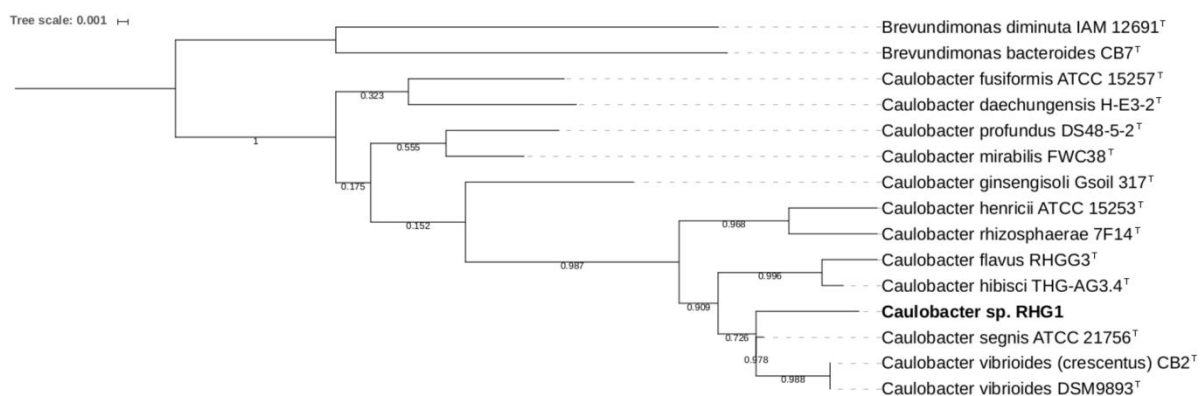 Tree scale: 0.001
Brevundimonas diminuta IAM 12691ᵀ
Brevundimonas bacteroides CB7ᵀ
Caulobacter fusiformis ATCC 15257ᵀ
0.323
Caulobacter daechungensis H-E3-2ᵀ
Caulobacter profundus DS48-5-2ᵀ
1
0.555
Caulobacter mirabilis FWC38ᵀ
0.175
Caulobacter ginsengisoli Gsoil 317ᵀ
Caulobacter henricii ATCC 15253ᵀ
0.152
0.968
Caulobacter rhizosphaerae 7F14ᵀ
Caulobacter flavus RHGG3ᵀ
0.987
0.996
Caulobacter hibisci THG-AG3.4ᵀ
0.909
Caulobacter sp. RHG1
0.726
Caulobacter segnis ATCC 21756ᵀ
0.978
Caulobacter vibrioides (crescentus) CB2ᵀ
0.988
Caulobacter vibrioides DSM9893ᵀ